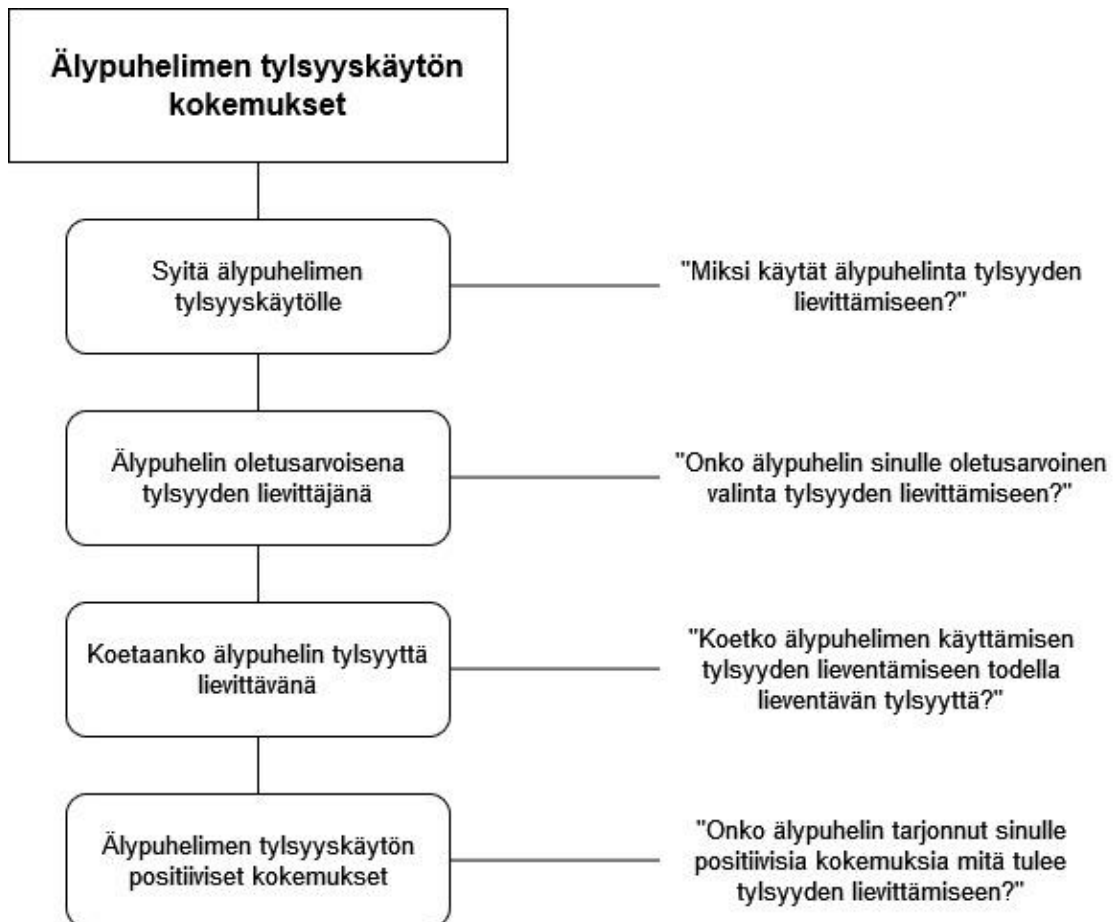 Älypuhelimen tylsyyskäytön
kokemukset
Syitä älypuhelimen
tylsyyskäytölle
"Miksi käytät älypuhelinta tylsyyden
lievittämiseen?"
Älypuhelin oletusarvoisena
tylsyyden lievittäjänä
"Onko älypuhelin sinulle oletusarvoinen
valinta tylsyyden lievittämiseen?"
Koetaanko älypuhelin tylsyyttä
lievittävänä
"Koetko älypuhelimen käyttämisen
tylsyyden lieventämiseen todella
lieventävän tylsyyttä?"
Älypuhelimen tylsyyskäytön
positiiviset kokemukset
"Onko älypuhelin tarjonnut sinulle
positiivisia kokemuksia mitä tulee
tylsyyden lievittämiseen?"